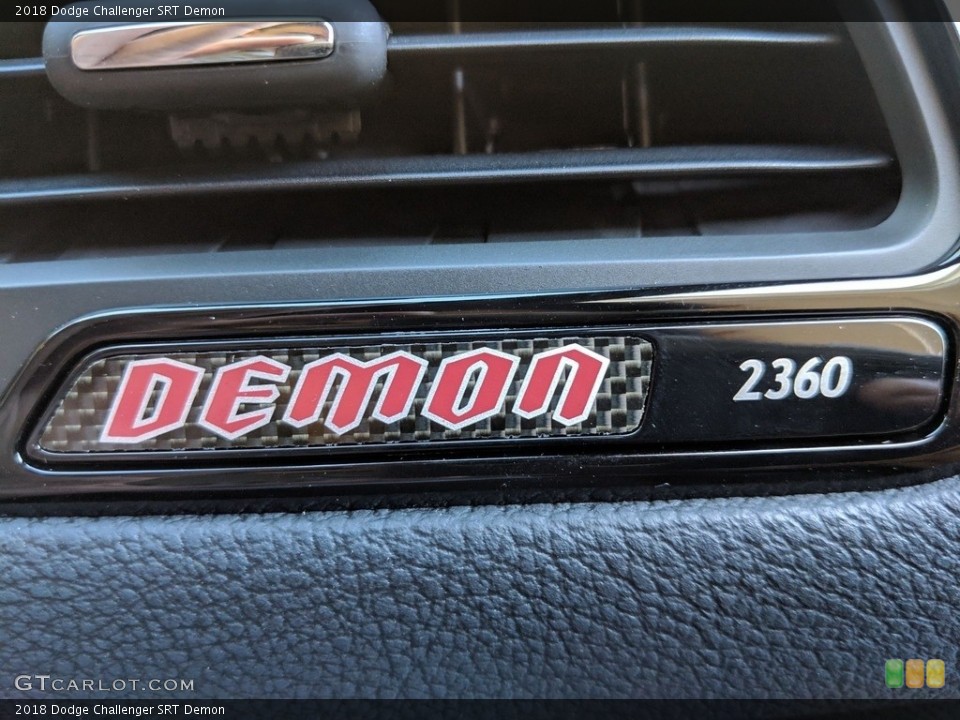 2018 Dodge Challenger SRT Demon
DEMON 2360
GTCARLOT.COM
2018 Dodge Challenger SRT Demon